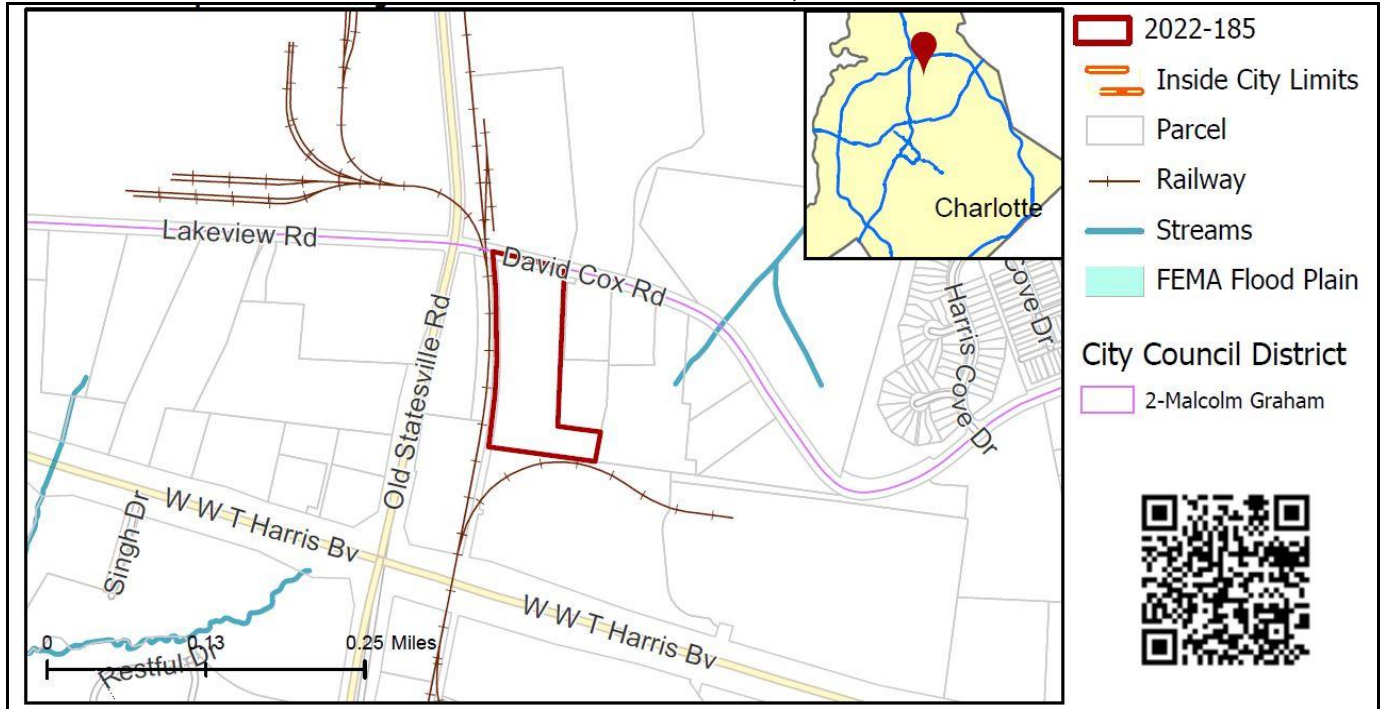 Lakeview Rd
David Cox Rd
Old Statesville Rd
W W T Harris Bv
W W T Harris Bv
Singh Dr
Restful Dr
Harris Cove Dr
Cove Dr
0 0.13 0.25 Miles
Charlotte
2022-185
Inside City Limits
Parcel
Railway
Streams
FEMA Flood Plain
City Council District
2-Malcolm Graham